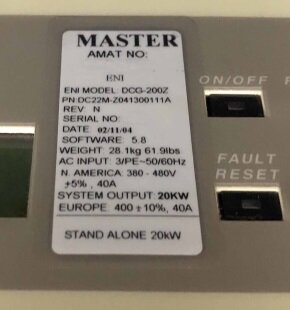 MASTER
AMAT NO:
ENI
ENI MODEL: DCG-200Z
PN:DC22M-Z041300111A
REV: N
SERIAL NO:
DATE 02/11/04
SOFTWARE: 5.8
WEIGHT: 28.1kg 61.9lbs
AC INPUT: 3/PE~50/60Hz
N. AMERICA: 380 - 480V
±5%, 40A
SYSTEM OUTPUT: 20KW
EUROPE: 400 ±10%, 40A
STAND ALONE 20kW
ON/OFF
FAULT
RESET